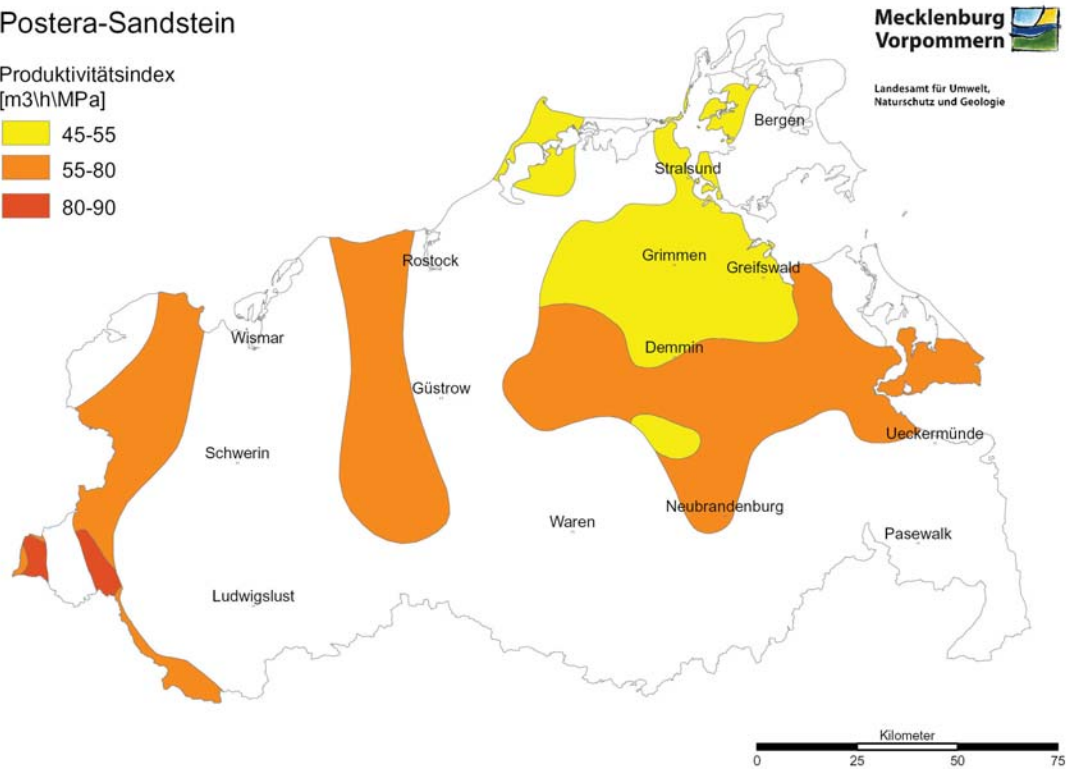 Postera-Sandstein
Produktivitätsindex
[m3\h\MPa]
45-55
55-80
80-90
Mecklenburg
Vorpommern
Landesamt für Umwelt,
Naturschutz und Geologie
Bergen
Stralsund
Grimmen
Greifswald
Rostock
Wismar
Demmin
Güstrow
Ueckermünde
Schwerin
Neubrandenburg
Waren
Pasewalk
Ludwigslust
Kilometer
0 25 50 75